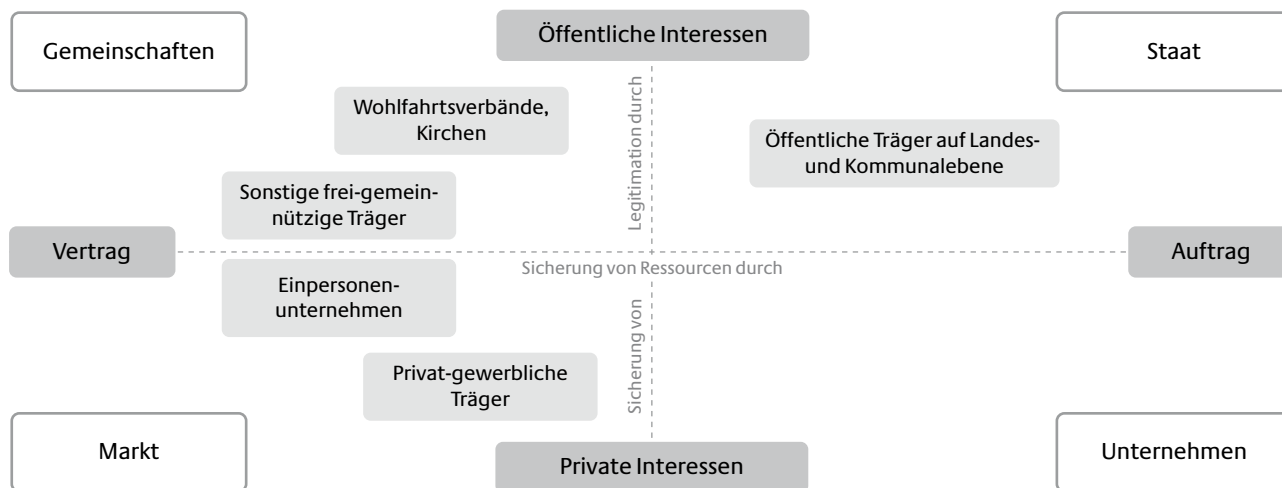 Gemeinschaften
Öffentliche Interessen
Staat
Wohlfahrtsverbände,
Kirchen
Legitimation durch
Öffentliche Träger auf Landes-
und Kommunalebene
Sonstige frei-gemein-
nützige Träger
Vertrag
Sicherung von Ressourcen durch
Auftrag
Einpersonen-
unternehmen
Sicherung von
Privat-gewerbliche
Träger
Markt
Private Interessen
Unternehmen